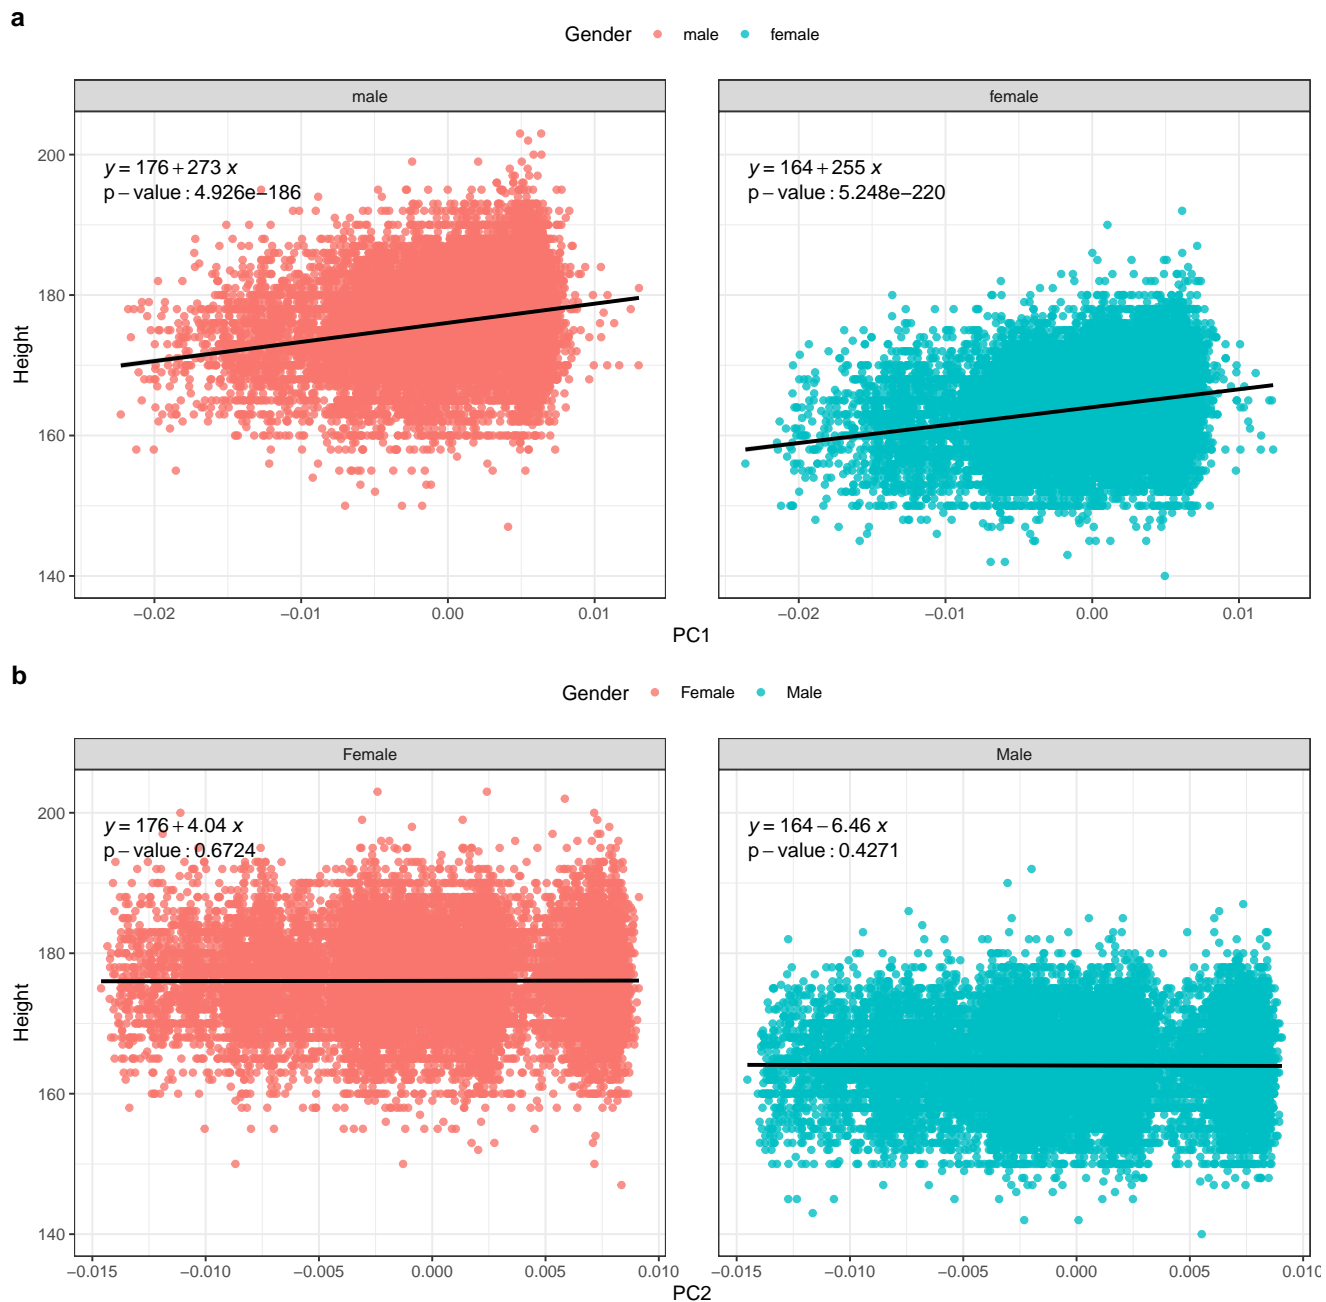 a
Gender male female
male female
y = 176+273 x
p−value : 4.926e−186
y = 164+255 x
p−value : 5.248e−220
200
180
160
140
Height
−0.02 −0.01 0.00 0.01
−0.02 −0.01 0.00 0.01
PC1
b
Gender Female Male
Female Male
y = 176+4.04 x
p−value : 0.6724
y = 164−6.46 x
p−value : 0.4271
200
180
160
140
Height
−0.015 −0.010 −0.005 0.000 0.005 0.010
−0.015 −0.010 −0.005 0.000 0.005 0.010
PC2